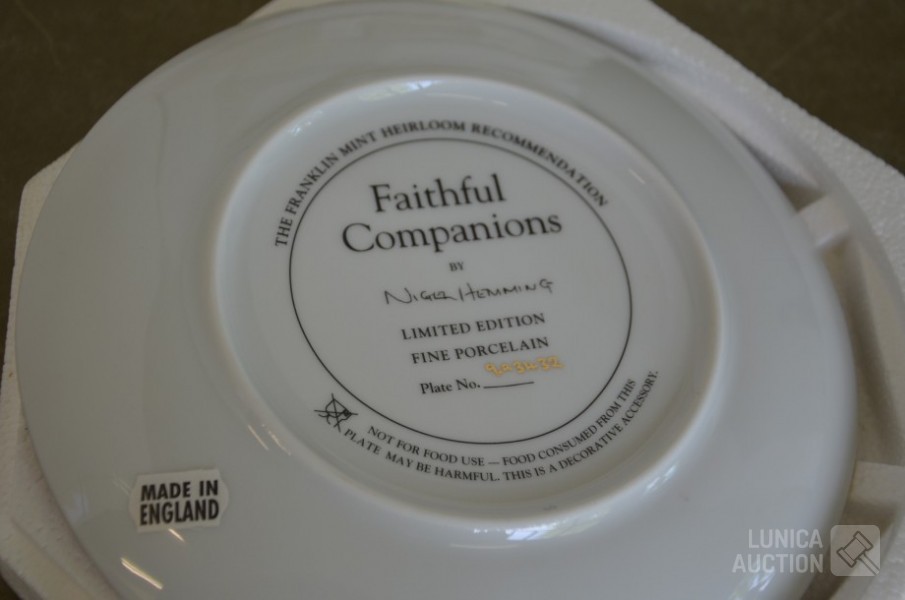 THE FRANKLIN MINT HEIRLOOM RECOMMENDATION
Faithful
Companions
BY
NIGEL HEMMING
LIMITED EDITION
FINE PORCELAIN
Plate No.
NOT FOR FOOD USE — FOOD CONSUMED FROM THIS
PLATE MAY BE HARMFUL. THIS IS A DECORATIVE ACCESSORY.
MADE IN
ENGLAND
LUNICA
AUCTION